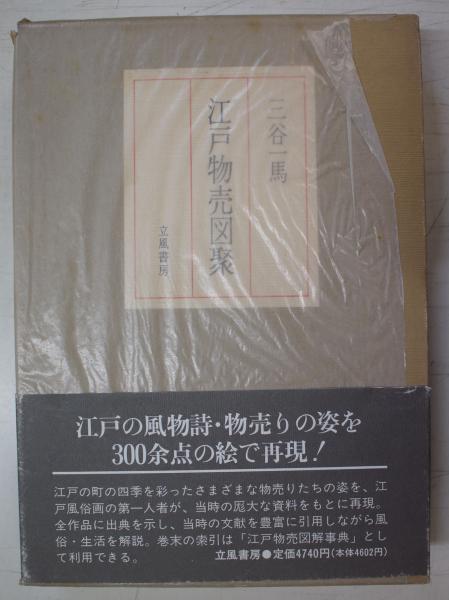 三谷一馬
江戸物売図聚
立風書房
江戸の風物詩・物売りの姿を
300余点の絵で再現！
江戸の町の四季を彩ったさまざまな物売りたちの姿を、江
戸風俗画の第一人者が、当時の厖大な資料をもとに再現。
全作品に出典を示し、当時の文献を豊富に引用しながら風
俗・生活を解説。巻末の索引は「江戸物売図解事典」とし
て利用できる。
立風書房●定価4740円（本体4602円）